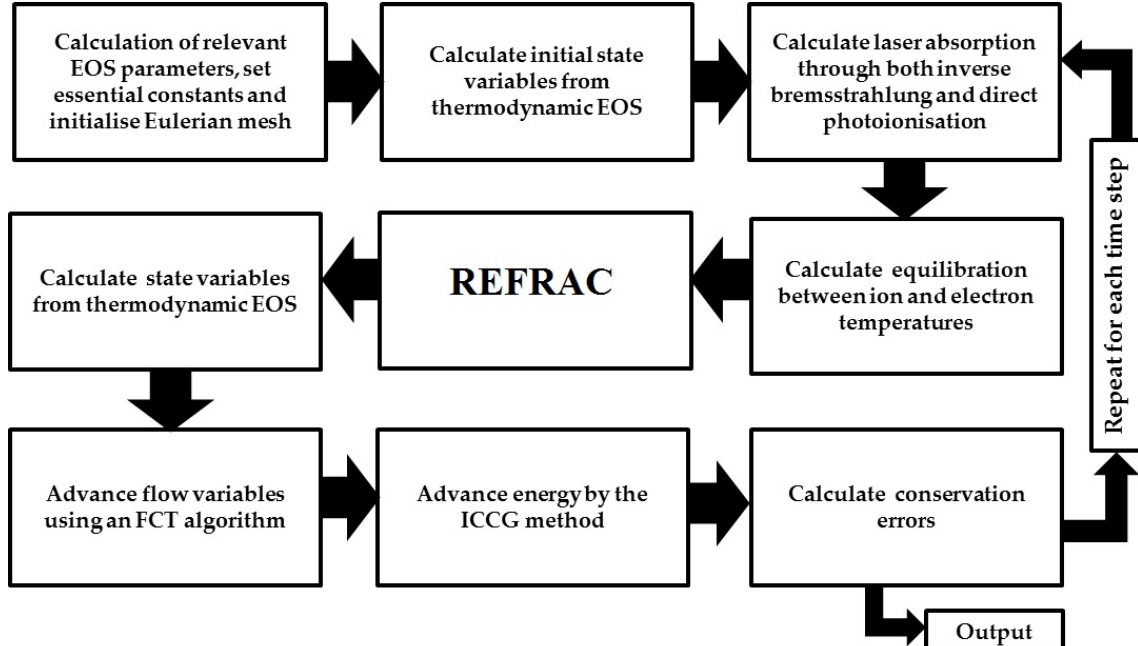 Calculation of relevant
EOS parameters, set
essential constants and
initialise Eulerian mesh
Calculate initial state
variables from
thermodynamic EOS
Calculate laser absorption
through both inverse
bremsstrahlung and direct
photoionisation
Repeat for each time step
Calculate equilibration
between ion and electron
temperatures
REFRAC
Calculate state variables
from thermodynamic EOS
Advance flow variables
using an FCT algorithm
Advance energy by the
ICCG method
Calculate conservation
errors
Output